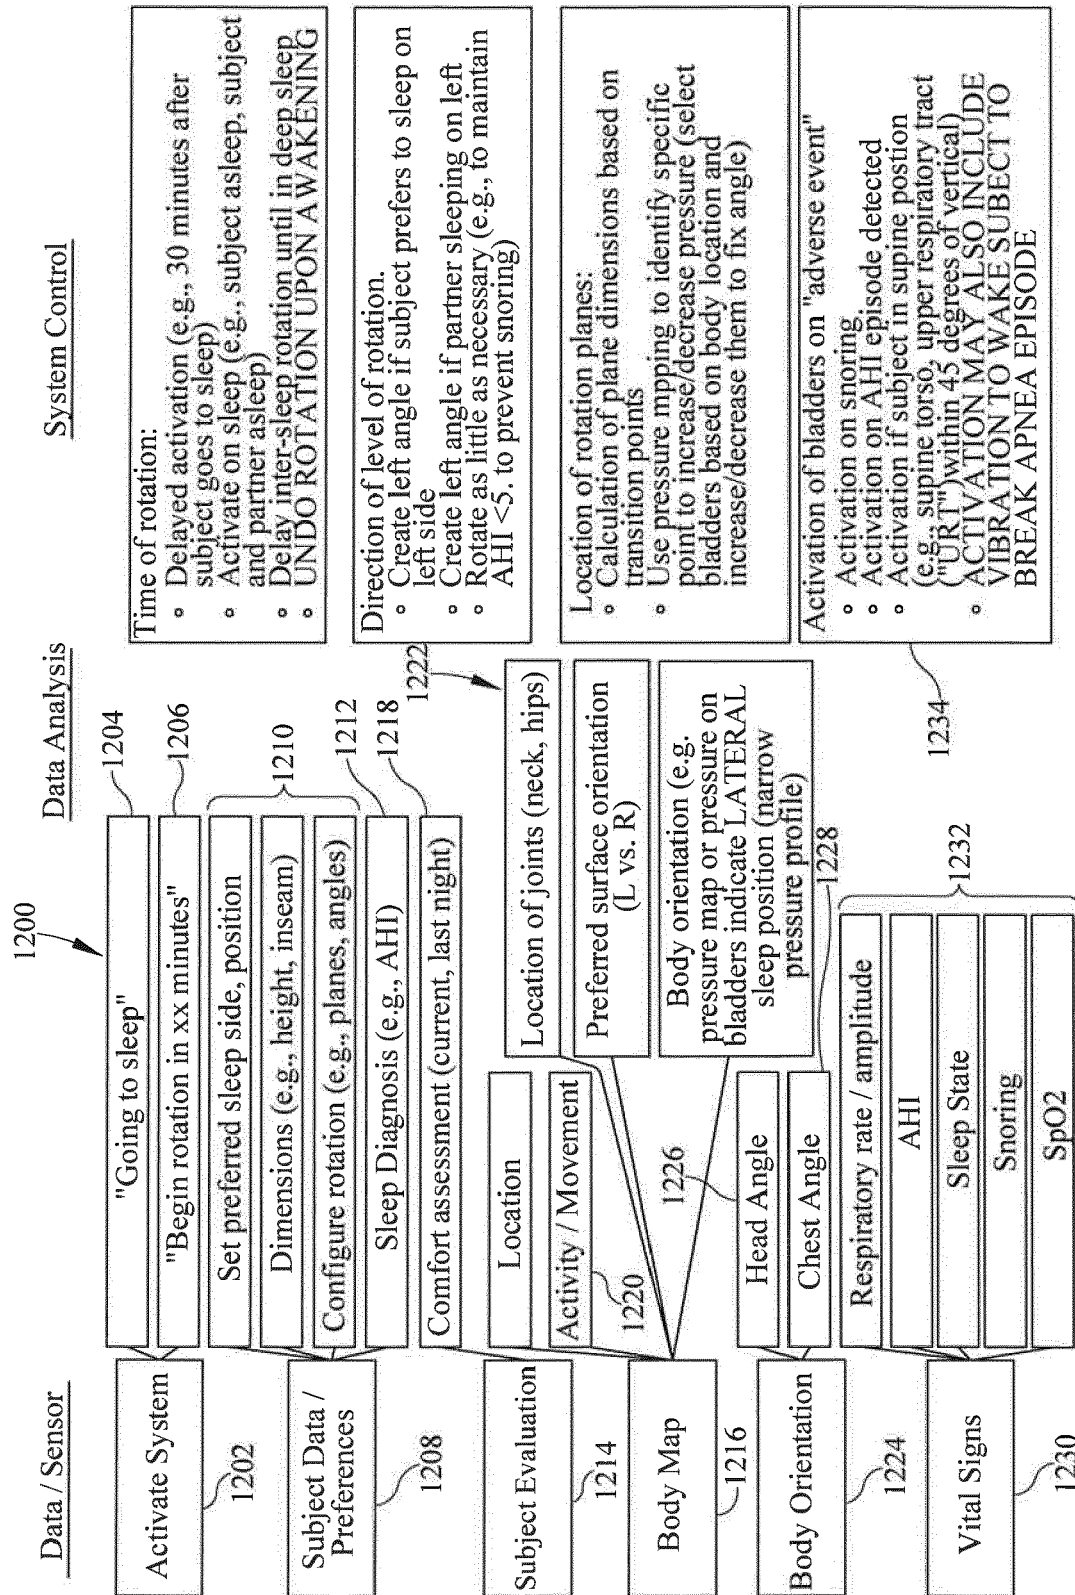 1200
Data / Sensor
Data Analysis
System Control
Activate System
1202
"Going to sleep"
1204
"Begin rotation in xx minutes"
1206
Subject Data /
Preferences
1208
Set preferred sleep side, position
Dimensions (e.g., height, inseam)
Configure rotation (e.g., planes, angles)
1210
Sleep Diagnosis (e.g., AHI)
1212
Subject Evaluation
1214
Comfort assessment (current, last night)
1218
Body Map
1216
Location
Activity / Movement
1220
Location of joints (neck, hips)
1222
Preferred surface orientation
(L vs. R)
Body orientation (e.g.
pressure map or pressure on
bladders indicate LATERAL
sleep position (narrow
pressure profile)
Body Orientation
1224
Head Angle
1226
Chest Angle
1228
Vital Signs
1230
Respiratory rate / amplitude
AHI
Sleep State
Snoring
SpO2
1232
Time of rotation:
∘ Delayed activation (e.g., 30 minutes after
subject goes to sleep)
∘ Activate on sleep (e.g., subject asleep, subject
and partner asleep)
∘ Delay inter-sleep rotation until in deep sleep
∘ UNDO ROTATION UPON AWAKENING
Direction of level of rotation.
∘ Create left angle if subject prefers to sleep on
left side
∘ Create left angle if partner sleeping on left
∘ Rotate as little as necessary (e.g., to maintain
AHI <5. to prevent snoring)
Location of rotation planes:
∘ Calculation of plane dimensions based on
transition points
∘ Use pressure mpping to identify specific
point to increase/decrease pressure (select
bladders based on body location and
increase/decrease them to fix angle)
Activation of bladders on "adverse event"
∘ Activation on snoring
∘ Activation on AHI episode detected
∘ Activation if subject in supine postion
(e.g., supine torso, upper respiratory tract
("URT") within 45 degrees of vertical)
∘ ACTIVATION MAY ALSO INCLUDE
VIBRATION TO WAKE SUBJECT TO
BREAK APNEA EPISODE
1234